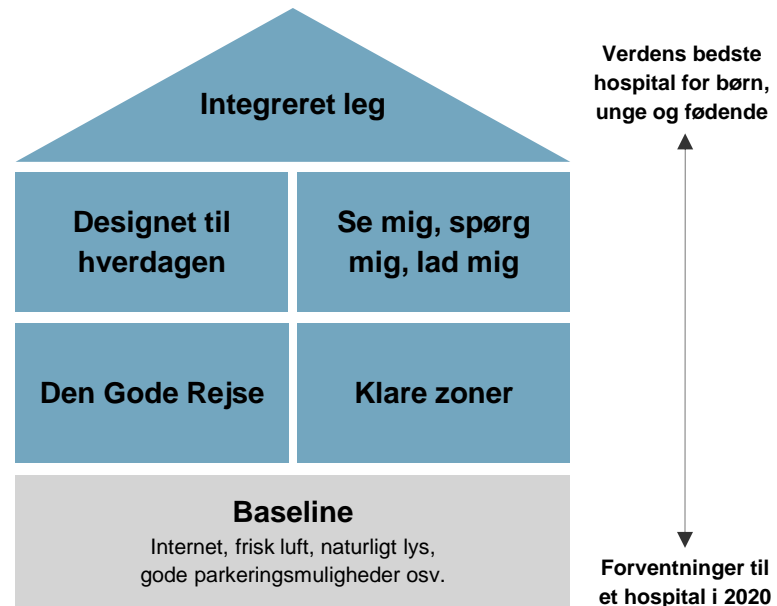 Integreret leg
Verdens bedste
hospital for børn,
unge og fødende
Designet til
hverdagen
Se mig, spørg
mig, lad mig
Den Gode Rejse
Klare zoner
Baseline
Internet, frisk luft, naturligt lys,
gode parkeringsmuligheder osv.
Forventninger til
et hospital i 2020